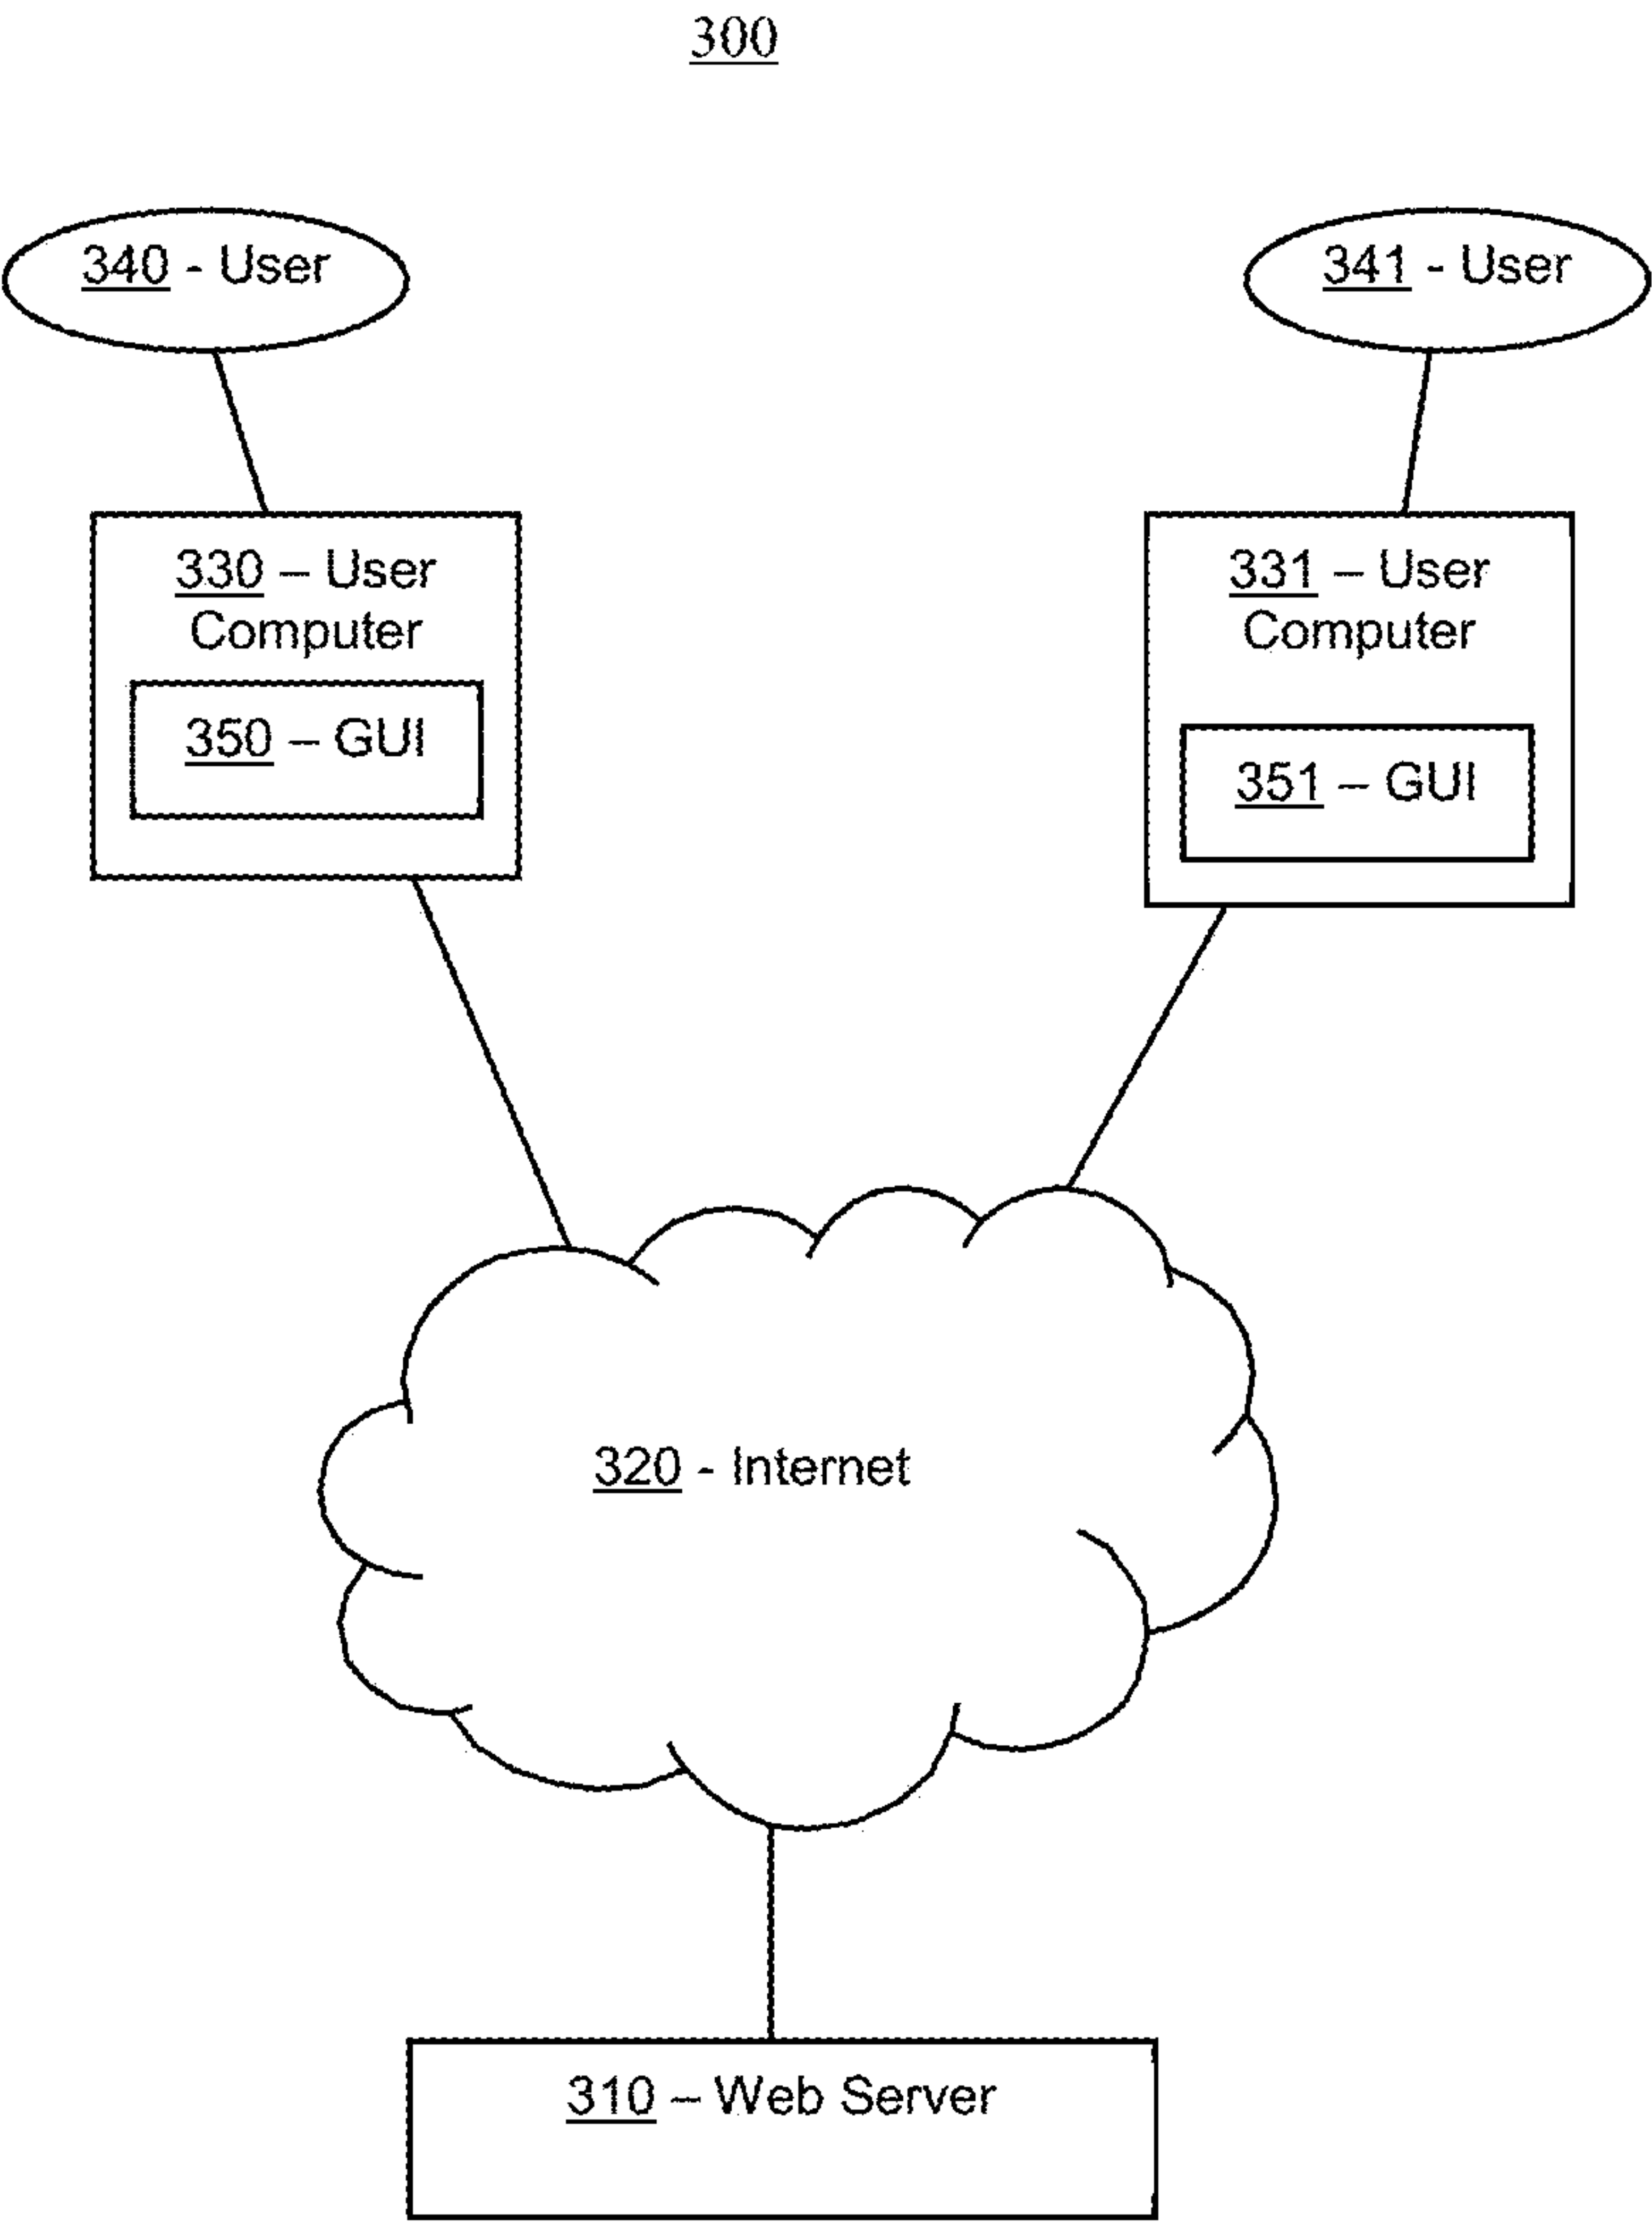 300
340 - User
341 - User
330 – User
Computer
350 – GUI
331 – User
Computer
351 – GUI
320 - Internet
310 – Web Server